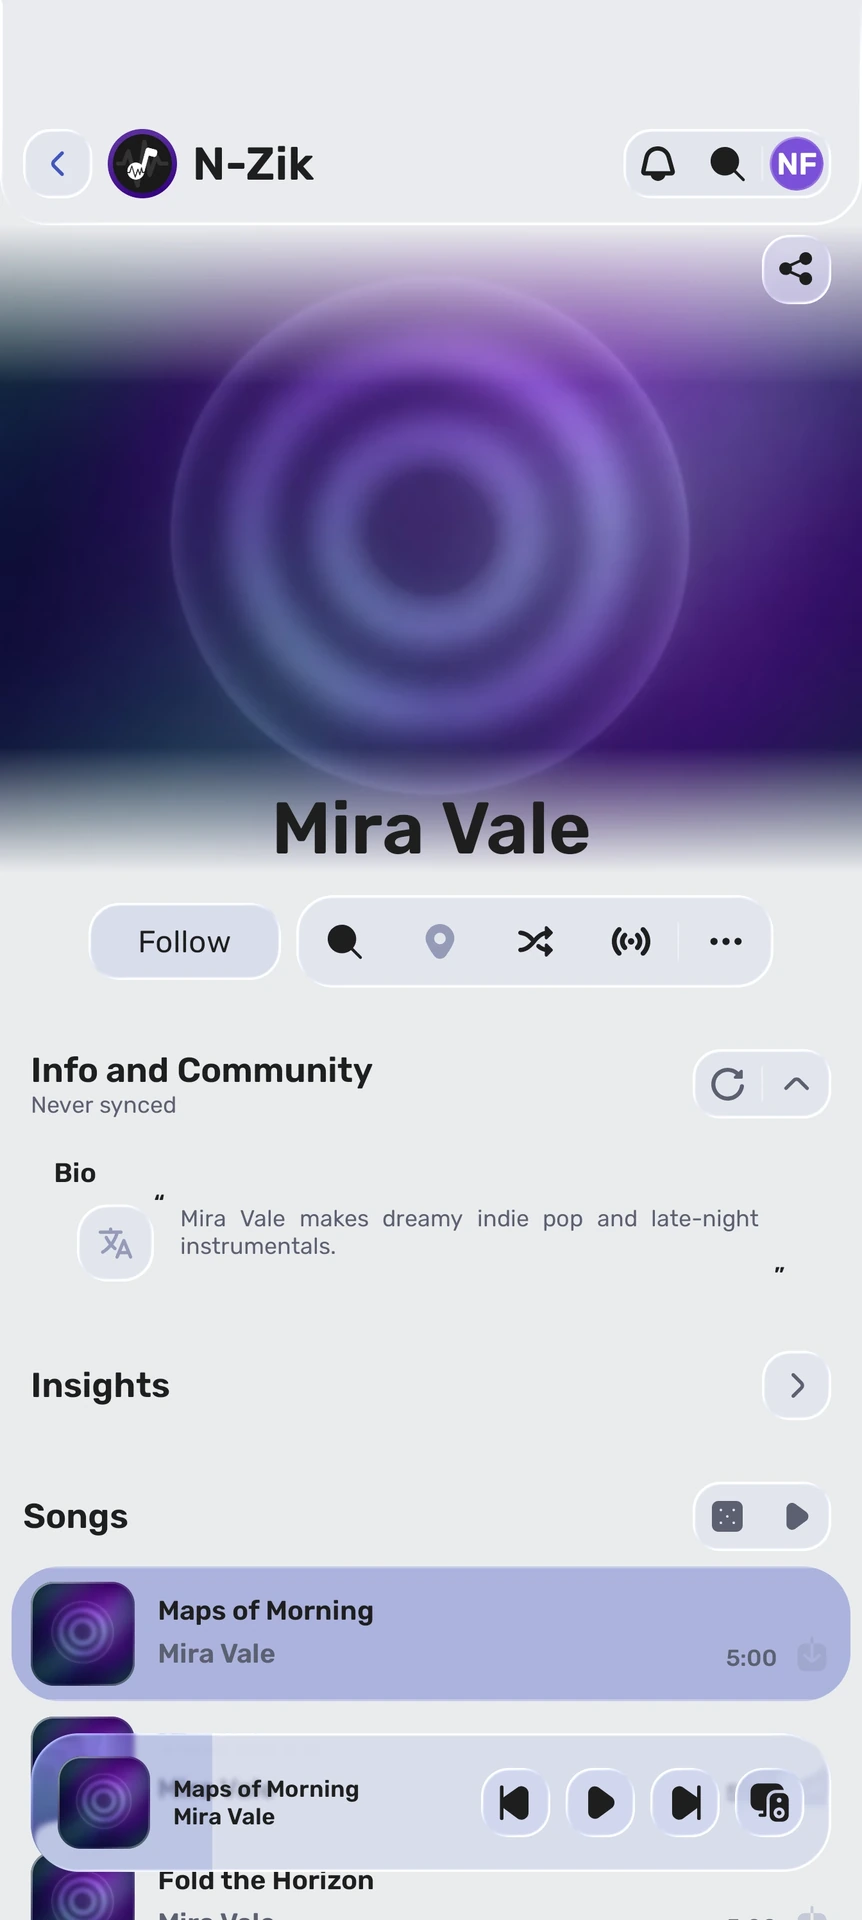 N-Zik
NF
Mira Vale
Follow
Info and Community
Never synced
Bio
“
Mira Vale makes dreamy indie pop and late-night
instrumentals.
”
Insights
Songs
Maps of Morning
Mira Vale
5:00
Maps of Morning
Mira Vale
Fold the Horizon
Mira Vale